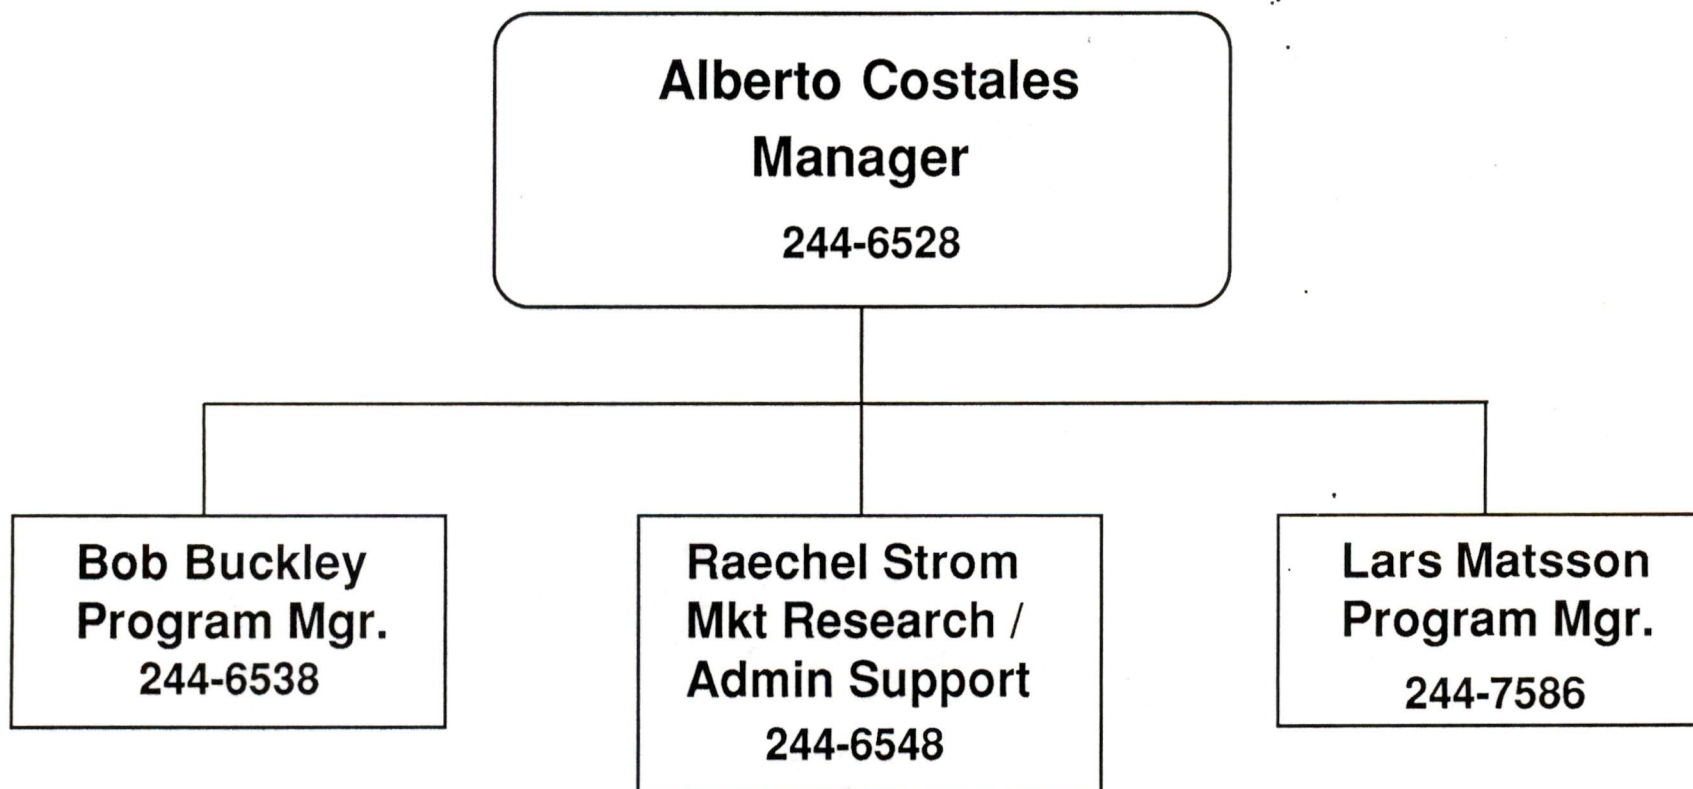 Alberto Costales
Manager
244-6528
Bob Buckley
Program Mgr.
244-6538
Raechel Strom
Mkt Research /
Admin Support
244-6548
Lars Matsson
Program Mgr.
244-7586